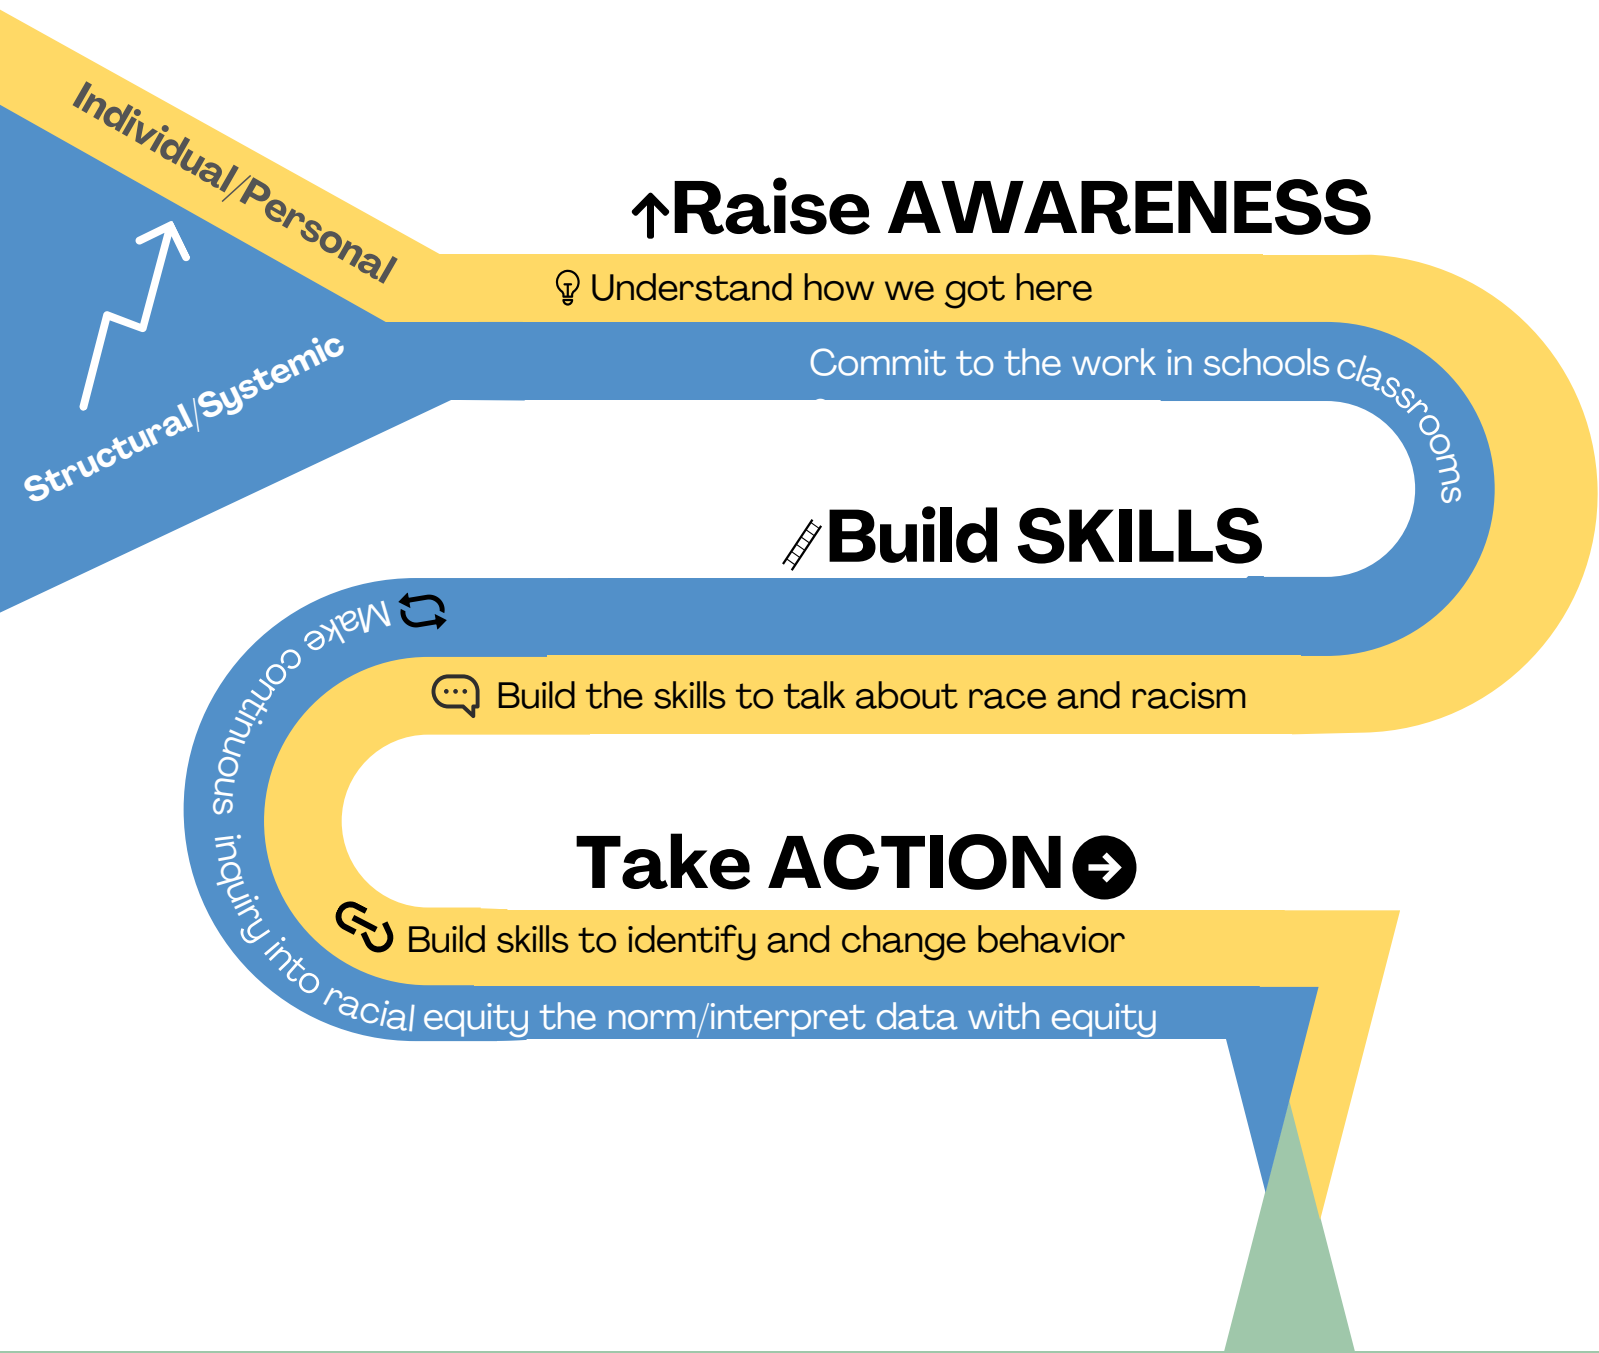 Individual/Personal
Structural/Systemic
Raise AWARENESS
Understand how we got here
Commit to the work in schools classrooms
Build SKILLS
Build the skills to talk about race and racism
Take ACTION
Build skills to identify and change behavior
Make continuous inquiry into racial equity the norm/interpret data with equity